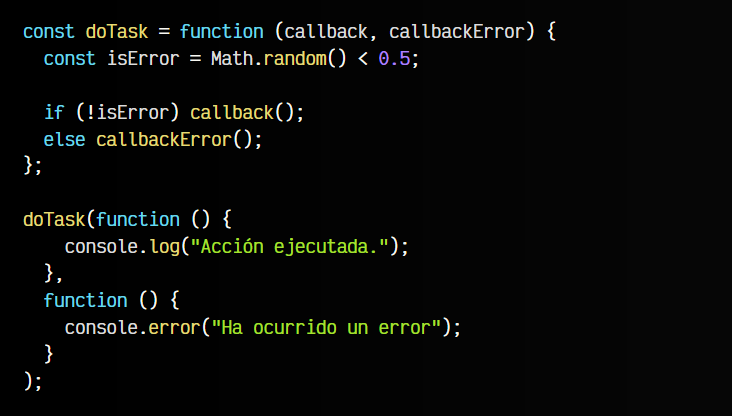 const doTask = function (callback, callbackError) {
  const isError = Math.random() < 0.5;

  if (!isError) callback();
  else callbackError();
};

doTask(function () {
    console.log("Acción ejecutada.");
  },
  function () {
    console.error("Ha ocurrido un error");
  }
);